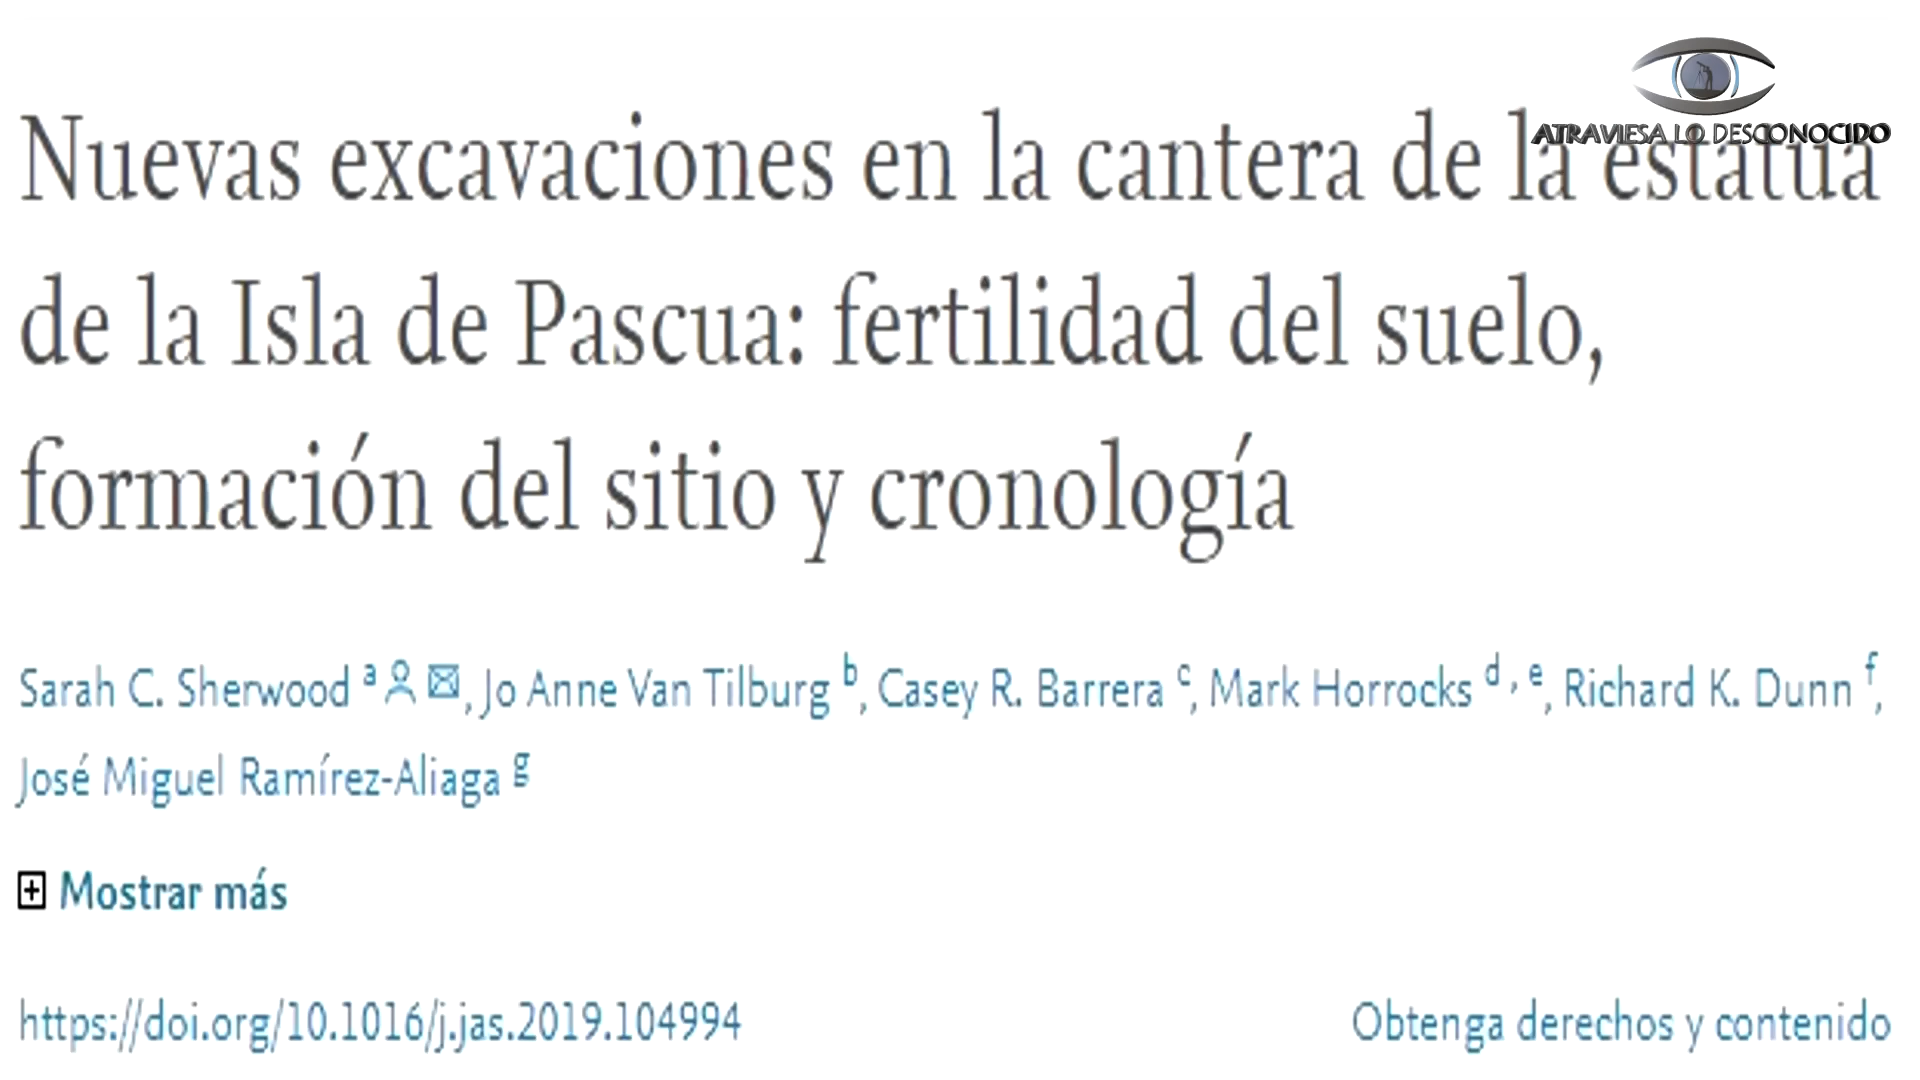 ATRAVIESA LO DESCONOCIDO
Nuevas excavaciones en la cantera de la estatua
de la Isla de Pascua: fertilidad del suelo,
formación del sitio y cronología
Sarah C. Sherwood a, Jo Anne Van Tilburg b, Casey R. Barrera c, Mark Horrocks d, e, Richard K. Dunn f,
José Miguel Ramírez-Aliaga g
Mostrar más
https://doi.org/10.1016/j.jas.2019.104994 Obtenga derechos y contenido